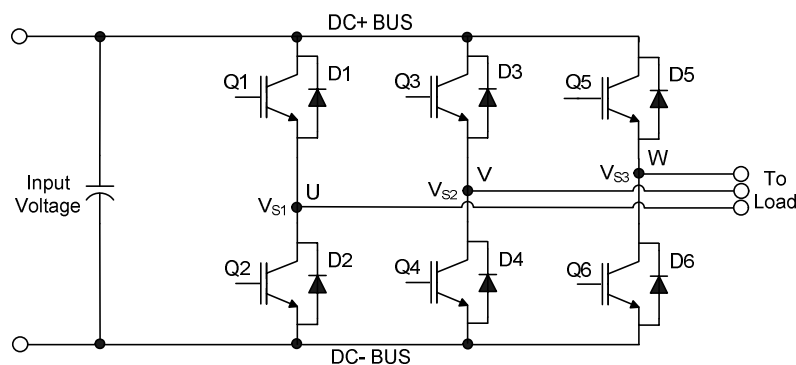 DC+ BUS
Q1
D1
Q3
D3
Q5
D5
Input
Voltage
VS1
U
VS2
V
VS3
W
To
Load
Q2
D2
Q4
D4
Q6
D6
DC- BUS